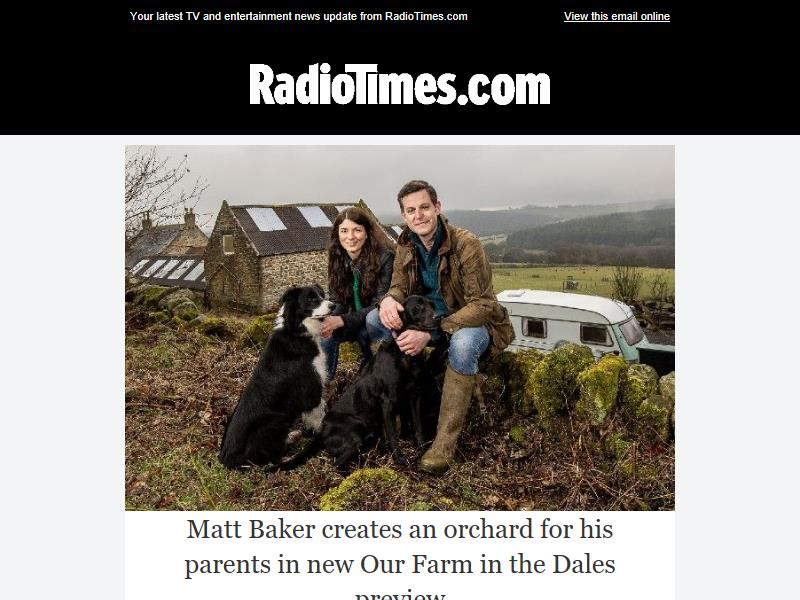 Your latest TV and entertainment news update from RadioTimes.com
View this email online
RadioTimes.com
Matt Baker creates an orchard for his
parents in new Our Farm in the Dales
preview